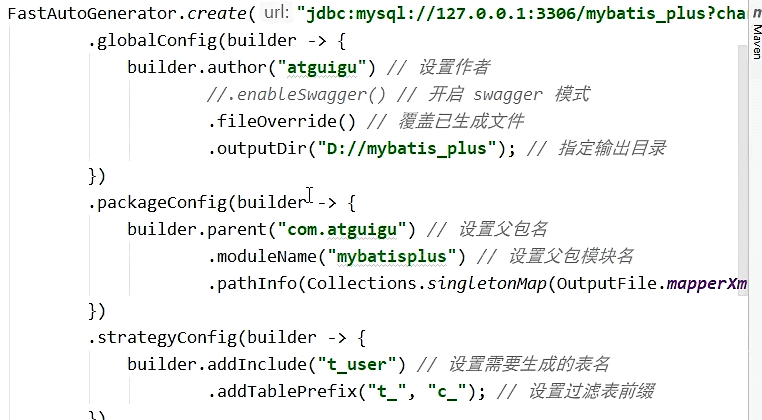 FastAutoGenerator.create( url: "jdbc:mysql://127.0.0.1:3306/mybatis_plus?cha
.globalConfig(builder -> {
builder.author("atguigu") // 设置作者
//.enableSwagger() // 开启 swagger 模式
.fileOverride() // 覆盖已生成文件
.outputDir("D://mybatis_plus"); // 指定输出目录
})
.packageConfig(builder -> {
builder.parent("com.atguigu") // 设置父包名
.moduleName("mybatisplus") // 设置父包模块名
.pathInfo(Collections.singletonMap(OutputFile.mapperXm
})
.strategyConfig(builder -> {
builder.addInclude("t_user") // 设置需要生成的表名
.addTablePrefix("t_", "c_"); // 设置过滤表前缀
})
m
Maven